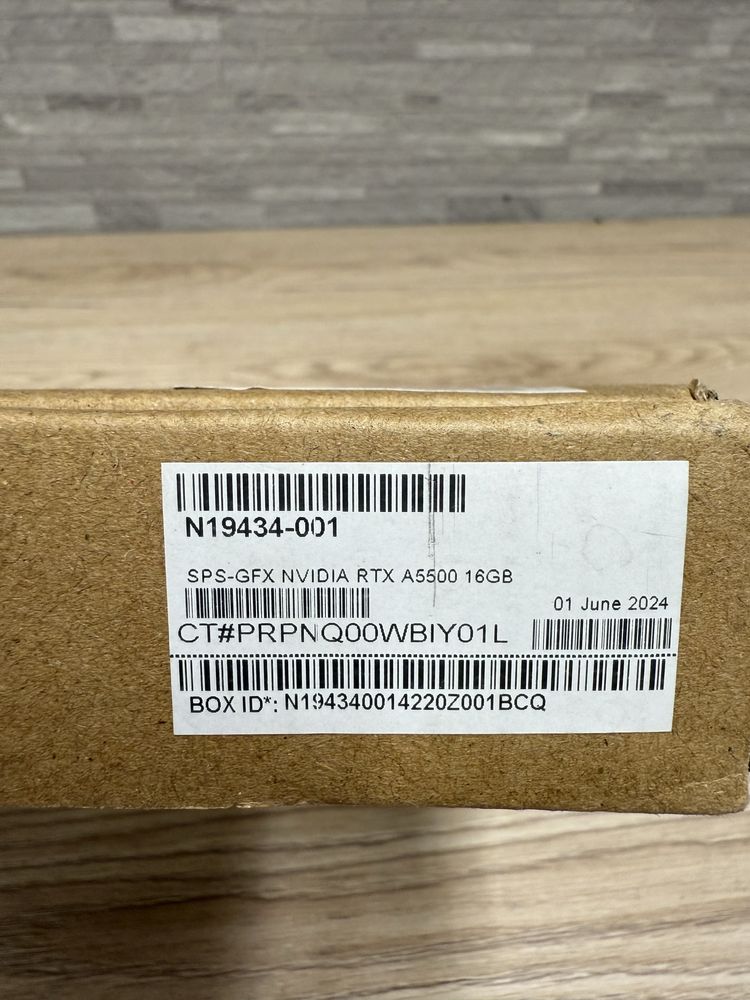 N19434-001
SPS-GFX NVIDIA RTX A5500 16GB
01 June 2024
CT#PRPNQ00WBIY01L
BOX ID*: N194340014220Z001BCQ